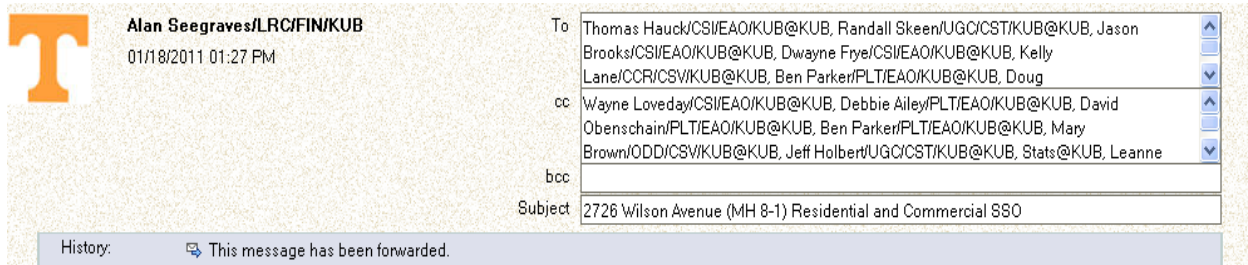 T
Alan Seegraves/LRC/FIN/KUB
01/18/2011 01:27 PM
To Thomas Hauck/CSI/EAO/KUB@KUB, Randall Skeen/UGC/CST/KUB@KUB, Jason
Brooks/CSI/EAO/KUB@KUB, Dwayne Frye/CSI/EAO/KUB@KUB, Kelly
Lane/CCR/CSV/KUB@KUB, Ben Parker/PLT/EAO/KUB@KUB, Doug
cc Wayne Loveday/CSI/EAO/KUB@KUB, Debbie Ailey/PLT/EAO/KUB@KUB, David
Obenschain/PLT/EAO/KUB@KUB, Ben Parker/PLT/EAO/KUB@KUB, Mary
Brown/ODD/CSV/KUB@KUB, Jeff Holbert/UGC/CST/KUB@KUB, Stats@KUB, Leanne
bcc
Subject 2726 Wilson Avenue (MH 8-1) Residential and Commercial SSO
History: This message has been forwarded.